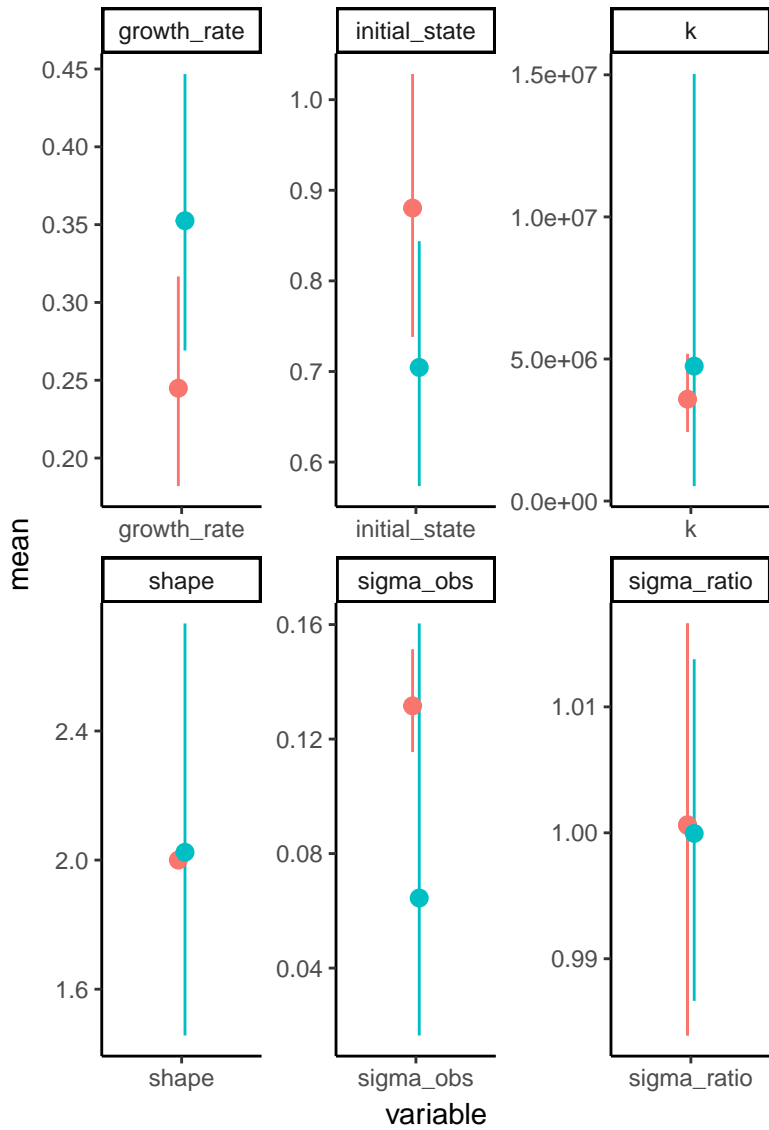 growth_rate
initial_state
k
0.45
0.40
0.35
0.30
0.25
0.20
growth_rate
1.0
0.9
0.8
0.7
0.6
initial_state
1.5e+07
1.0e+07
5.0e+06
0.0e+00
k
mean
shape
sigma_obs
sigma_ratio
2.4
2.0
1.6
shape
0.16
0.12
0.08
0.04
sigma_obs
1.01
1.00
0.99
sigma_ratio
variable